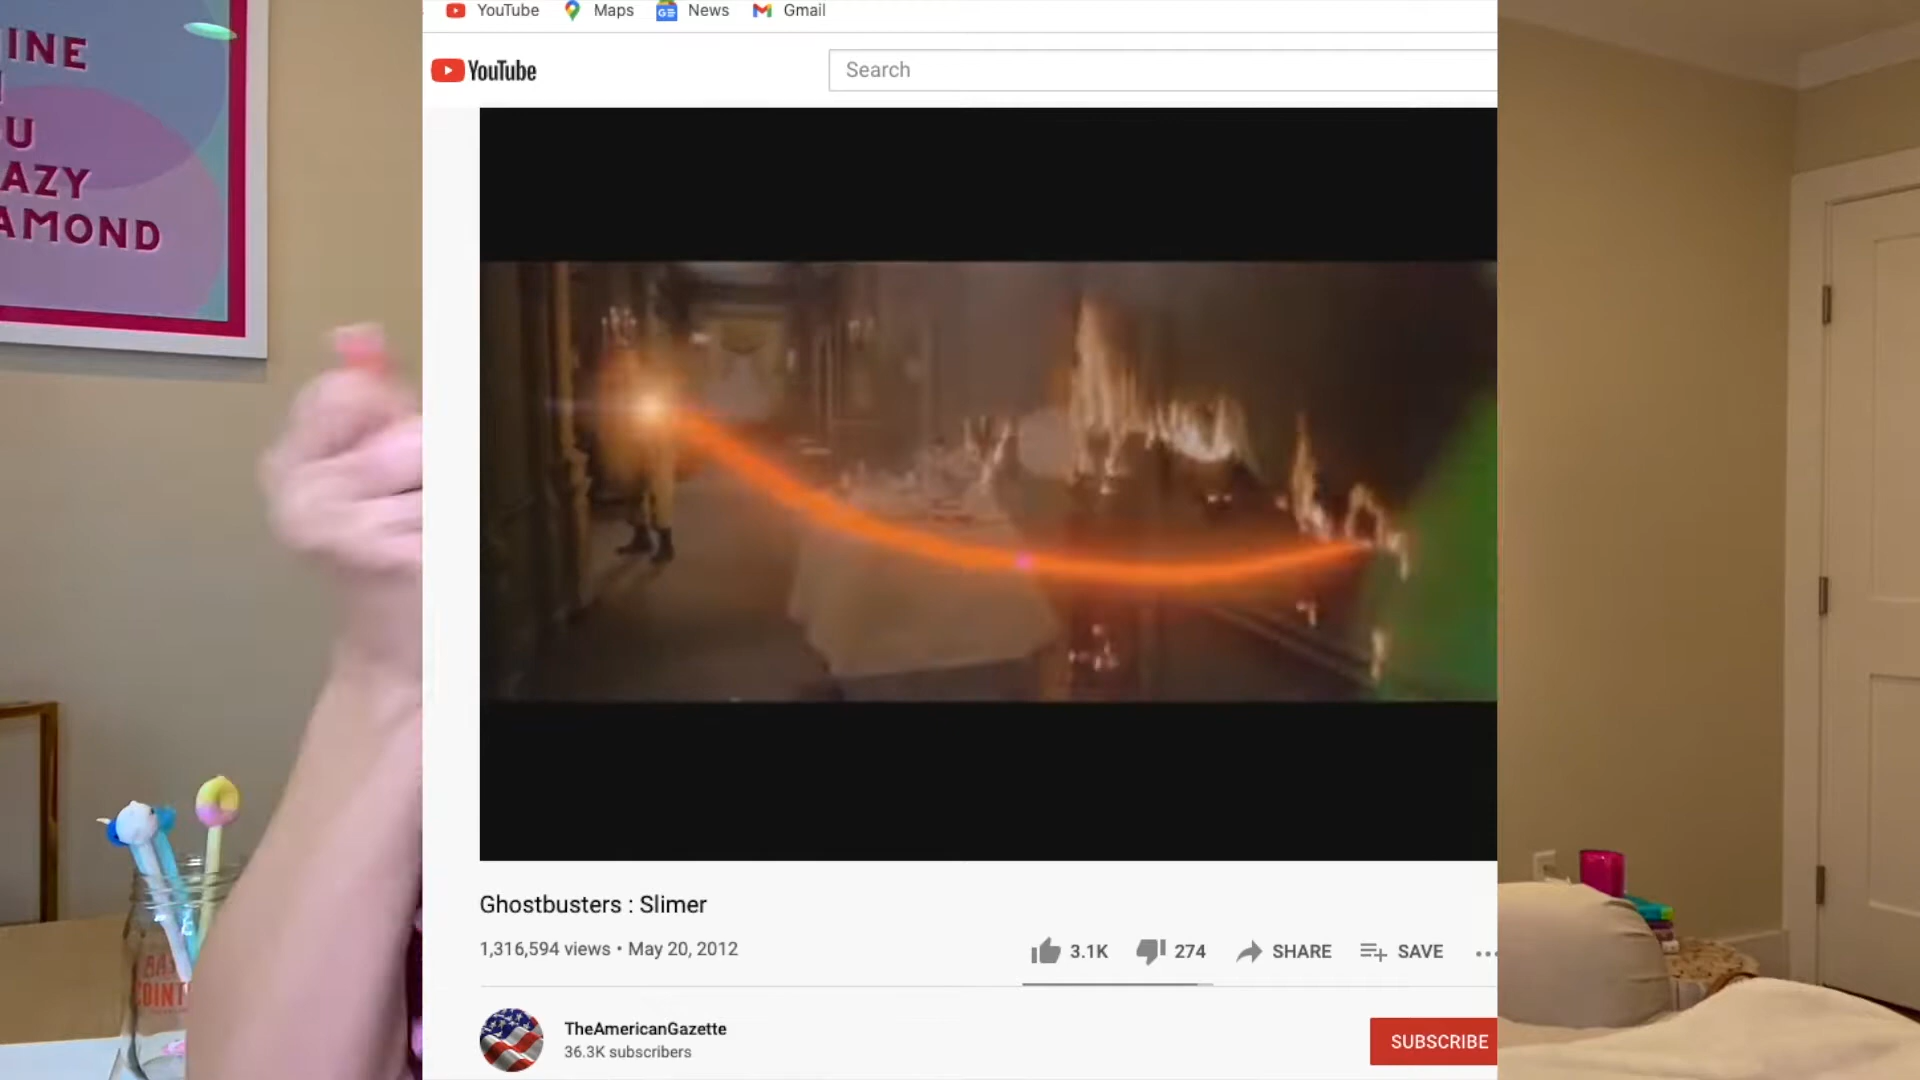 INE
U
AZY
AMOND
YouTube Maps News Gmail
YouTube
Search
Ghostbusters : Slimer
1,316,594 views • May 20, 2012
3.1K 274 SHARE SAVE
TheAmericanGazette
36.3K subscribers
SUBSCRIBE